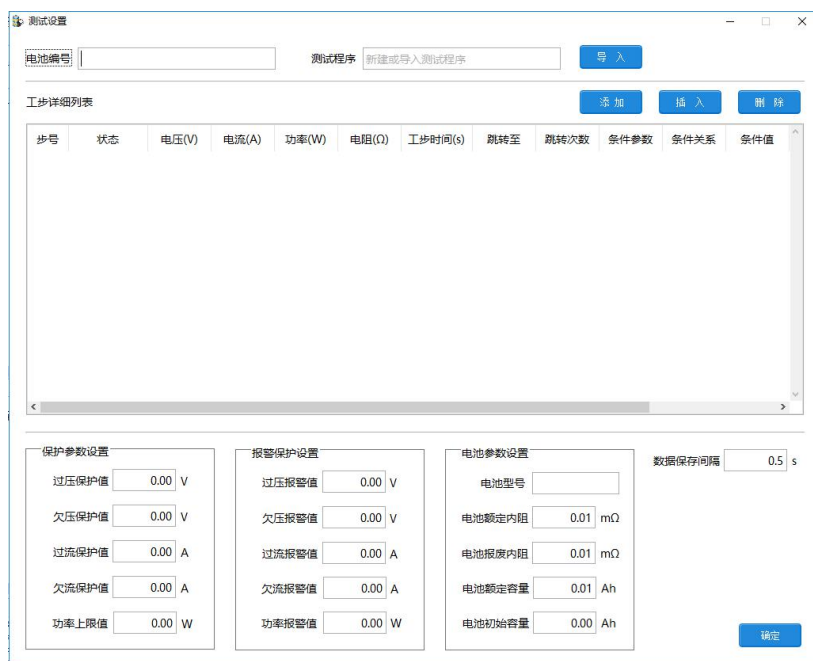 测试设置
电池编号 测试程序 新建或导入测试程序 导 入
工步详细列表 添 加 插 入 删 除
步号 状态 电压(V) 电流(A) 功率(W) 电阻(Ω) 工步时间(s) 跳转至 跳转次数 条件参数 条件关系 条件值
保护参数设置 报警保护设置 电池参数设置 数据保存间隔 0.5 s
过压保护值 0.00 V 过压报警值 0.00 V 电池型号
欠压保护值 0.00 V 欠压报警值 0.00 V 电池额定内阻 0.01 mΩ
过流保护值 0.00 A 过流报警值 0.00 A 电池报废内阻 0.01 mΩ
欠流保护值 0.00 A 欠流报警值 0.00 A 电池额定容量 0.01 Ah
功率上限值 0.00 W 功率报警值 0.00 W 电池初始容量 0.00 Ah
确定